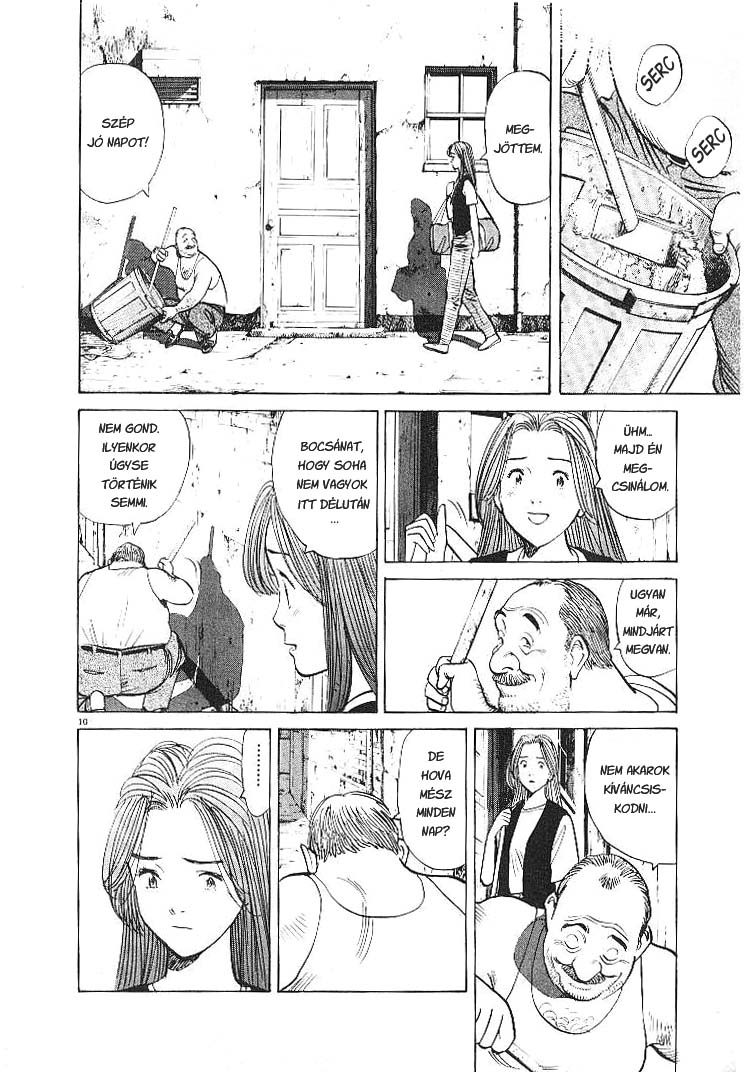 SERC
SERC
MEG-
JÖTTEM.
SZÉP
JÓ NAPOT!
ÜHM...
MAJD ÉN
MEG-
CSINÁLOM.
UGYAN
MÁR,
MINDJÁRT
MEGVAN.
BOCSÁNAT,
HOGY SOHA
NEM VAGYOK
ITT DÉLUTÁN
...
NEM GOND.
ILYENKOR
ÚGYSE
TÖRTÉNIK
SEMMI.
NEM AKAROK
KÍVÁNCSIS-
KODNI...
DE
HOVA
MÉSZ
MINDEN
NAP?
.........
10